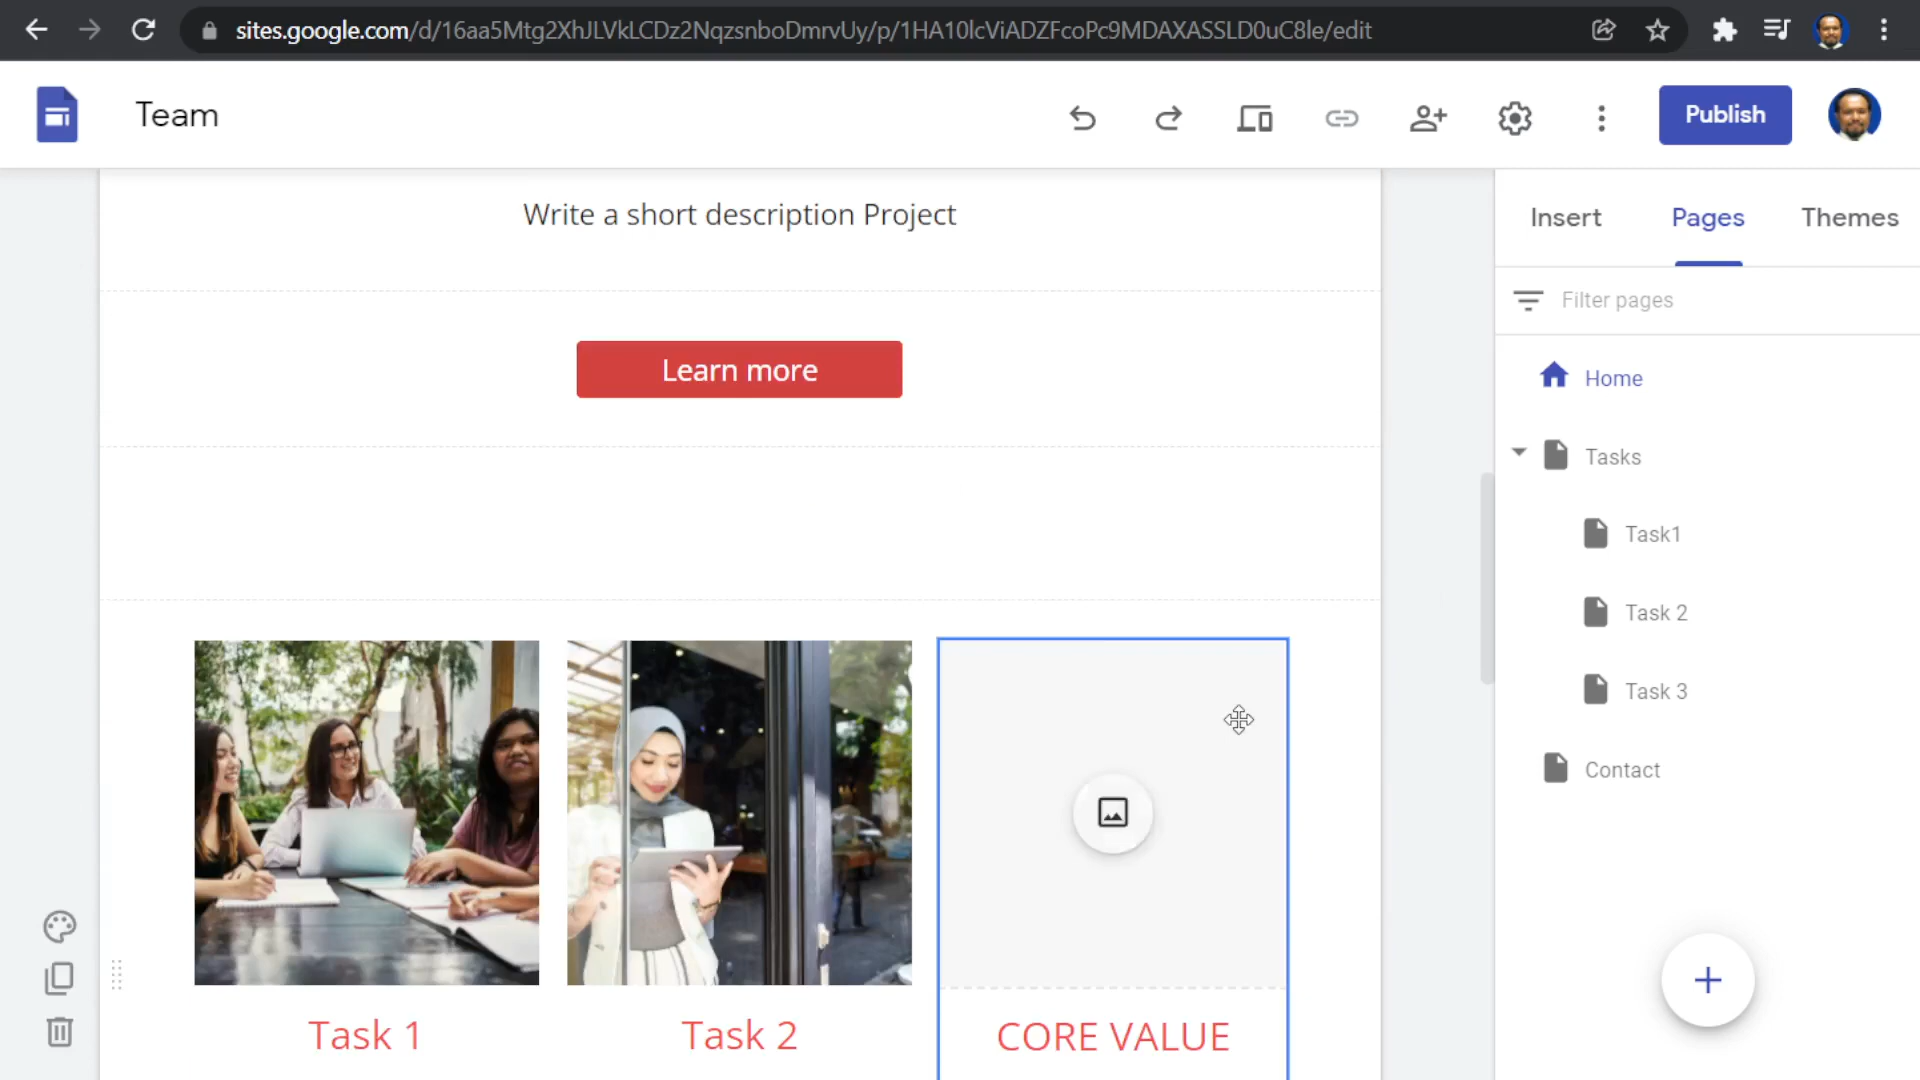 sites.google.com/d/16aa5Mtg2XhJLVkLCDz2NqzsnboDmrvUy/p/1HA10lcViADZFcoPc9MDAXASSLD0uC8le/edit
Team
Publish
Write a short description Project
Insert
Pages
Themes
Filter pages
Learn more
Home
Tasks
Task1
Task 2
Task 3
Contact
Task 1
Task 2
CORE VALUE